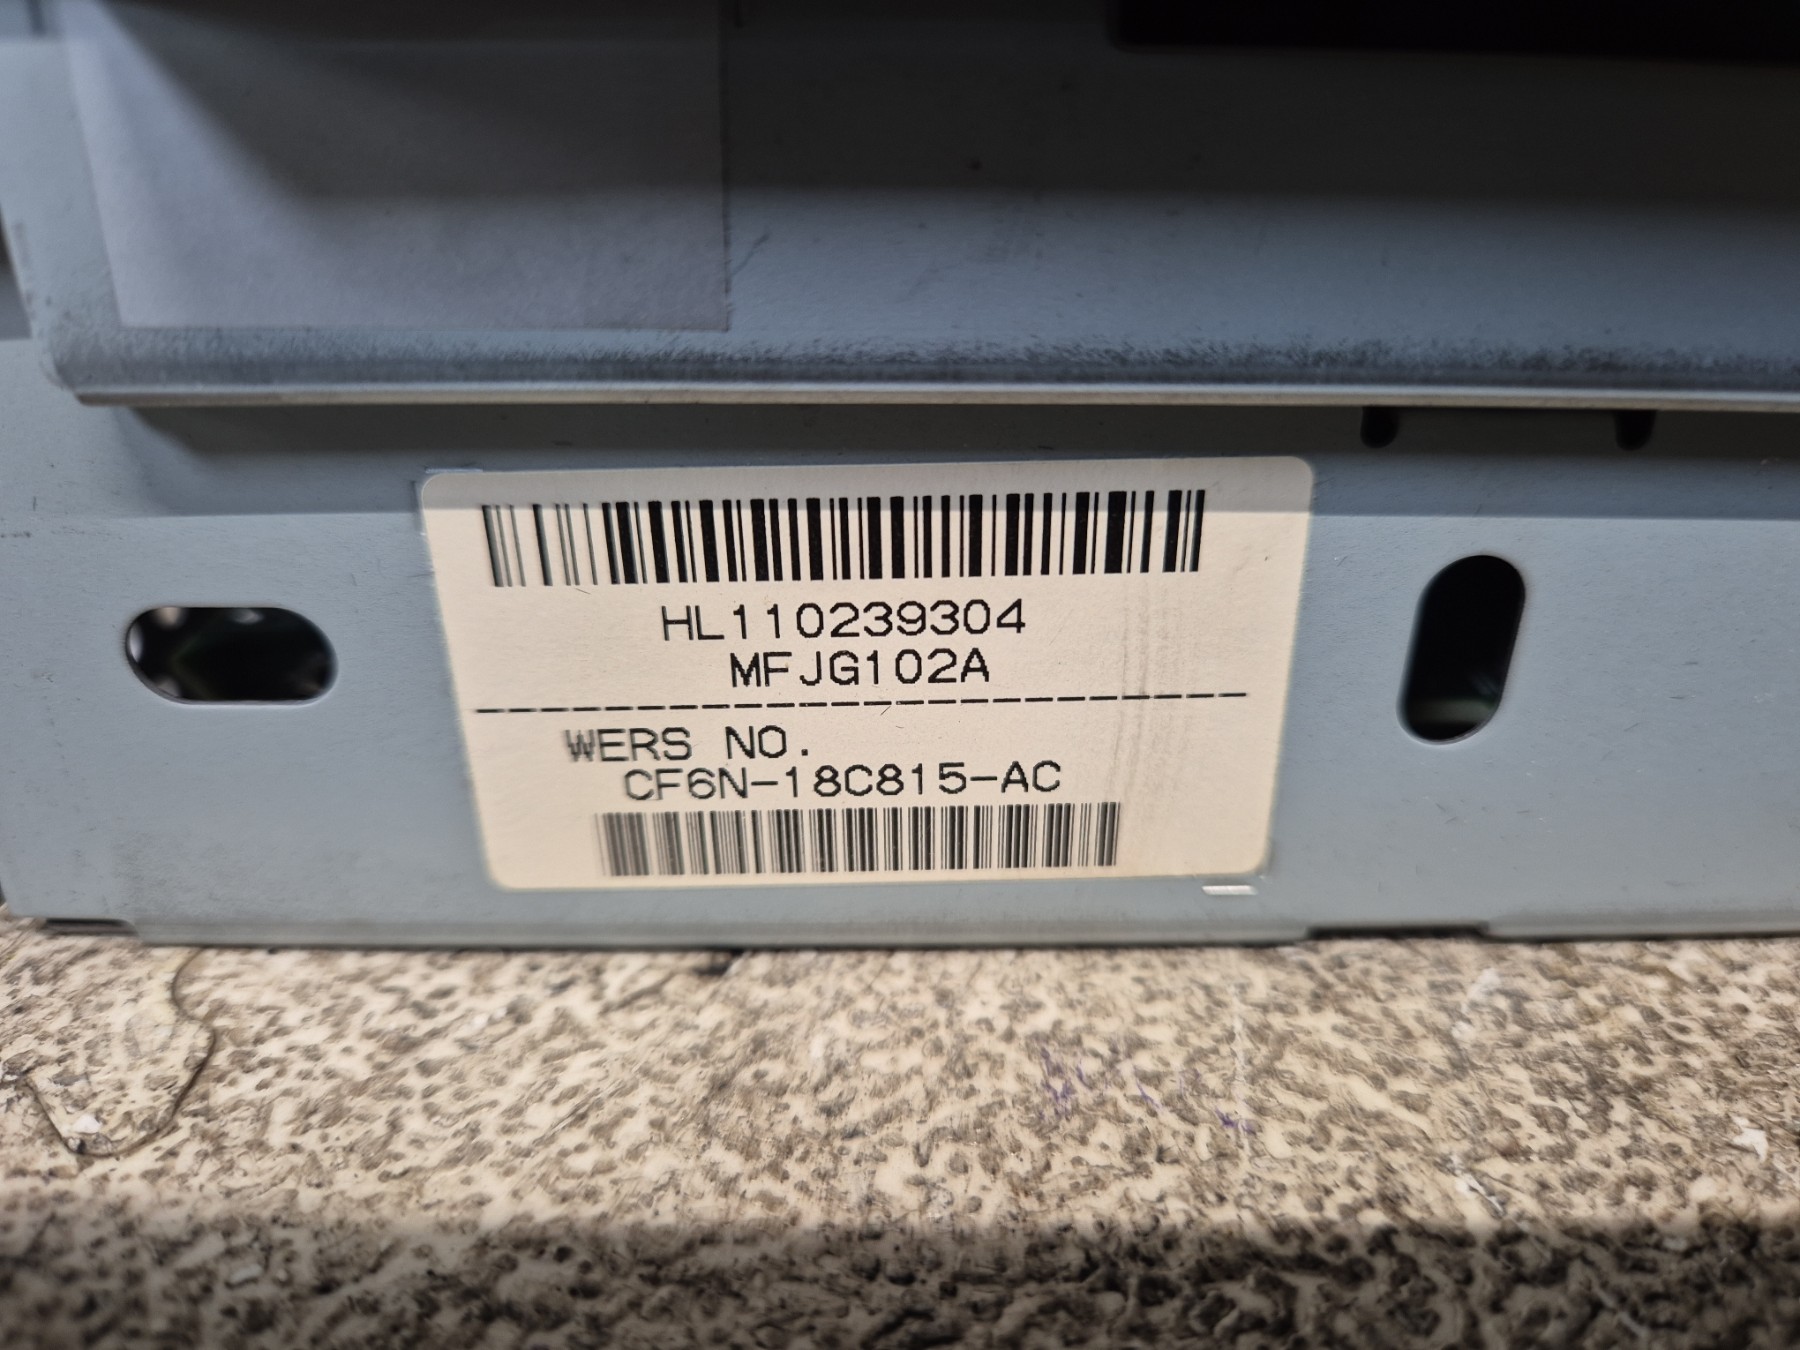 HL110239304
MFJG102A
WERS NO.
CF6N-18C815-AC